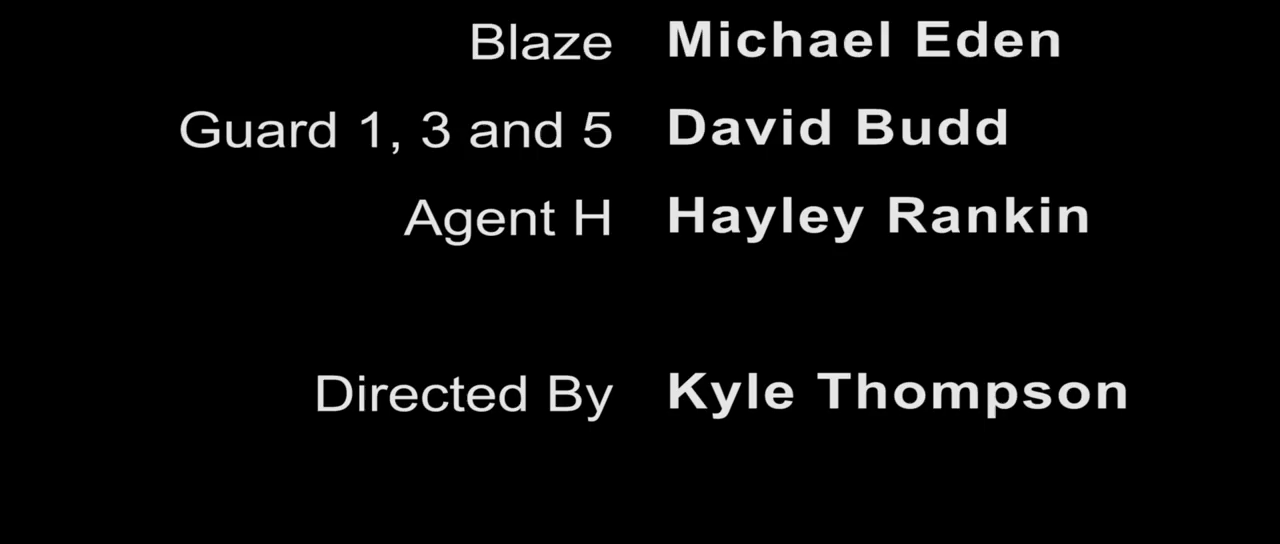 Blaze Michael Eden
Guard 1, 3 and 5 David Budd
Agent H Hayley Rankin
Directed By Kyle Thompson